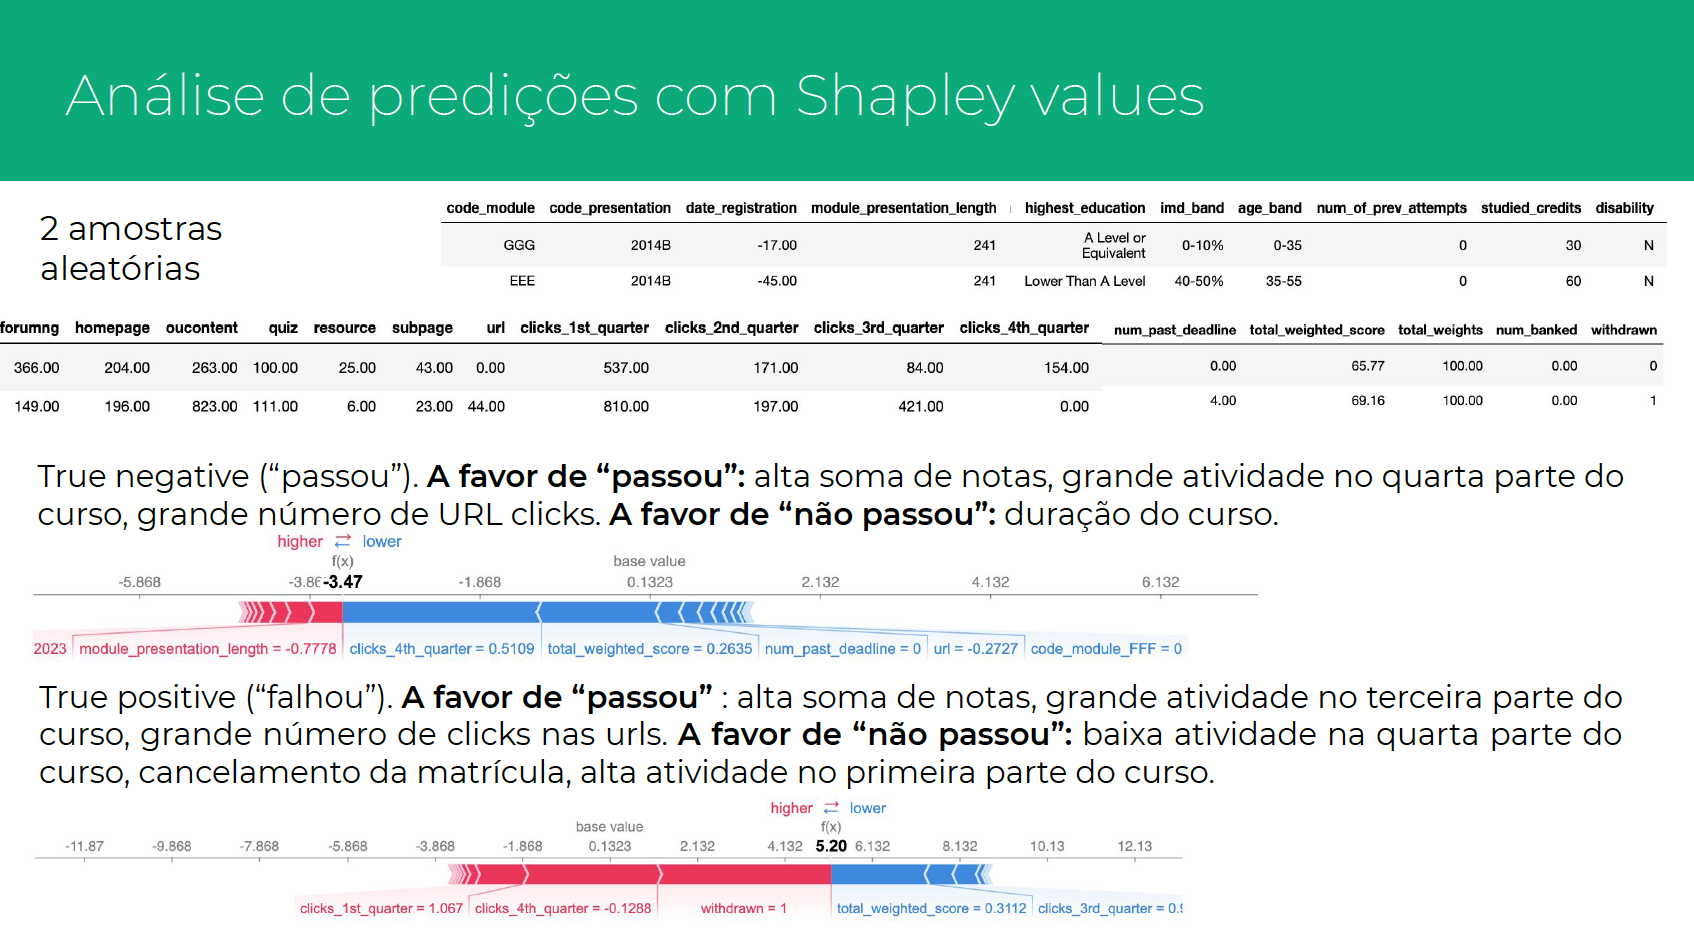 Análise de predições com Shapley values
2 amostras
aleatórias
code_module code_presentation date_registration module_presentation_length highest_education imd_band age_band num_of_prev_attempts studied_credits disability
GGG 2014B -17.00 241 A Level or Equivalent 0-10% 0-35 0 30 N
EEE 2014B -45.00 241 Lower Than A Level 40-50% 35-55 0 60 N
forumng homepage oucontent quiz resource subpage url clicks_1st_quarter clicks_2nd_quarter clicks_3rd_quarter clicks_4th_quarter num_past_deadline total_weighted_score total_weights num_banked withdrawn
366.00 204.00 263.00 100.00 25.00 43.00 0.00 537.00 171.00 84.00 154.00 0.00 65.77 100.00 0.00 0
149.00 196.00 823.00 111.00 6.00 23.00 44.00 810.00 197.00 421.00 0.00 4.00 69.16 100.00 0.00 1
True negative (“passou”). A favor de “passou”: alta soma de notas, grande atividade no quarta parte do
curso, grande número de URL clicks. A favor de “não passou”: duração do curso.
higher ⇄ lower
f(x) base value
-5.868 -3.86 -3.47 -1.868 0.1323 2.132 4.132 6.132
2023 module_presentation_length = -0.7778 clicks_4th_quarter = 0.5109 total_weighted_score = 0.2635 num_past_deadline = 0 url = -0.2727 code_module_FFF = 0
True positive (“falhou”). A favor de “passou” : alta soma de notas, grande atividade no terceira parte do
curso, grande número de clicks nas urls. A favor de “não passou”: baixa atividade na quarta parte do
curso, cancelamento da matrícula, alta atividade no primeira parte do curso.
higher ⇄ lower
base value f(x)
-11.87 -9.868 -7.868 -5.868 -3.868 -1.868 0.1323 2.132 4.132 5.20 6.132 8.132 10.13 12.13
clicks_1st_quarter = 1.067 clicks_4th_quarter = -0.1288 withdrawn = 1 total_weighted_score = 0.3112 clicks_3rd_quarter = 0.